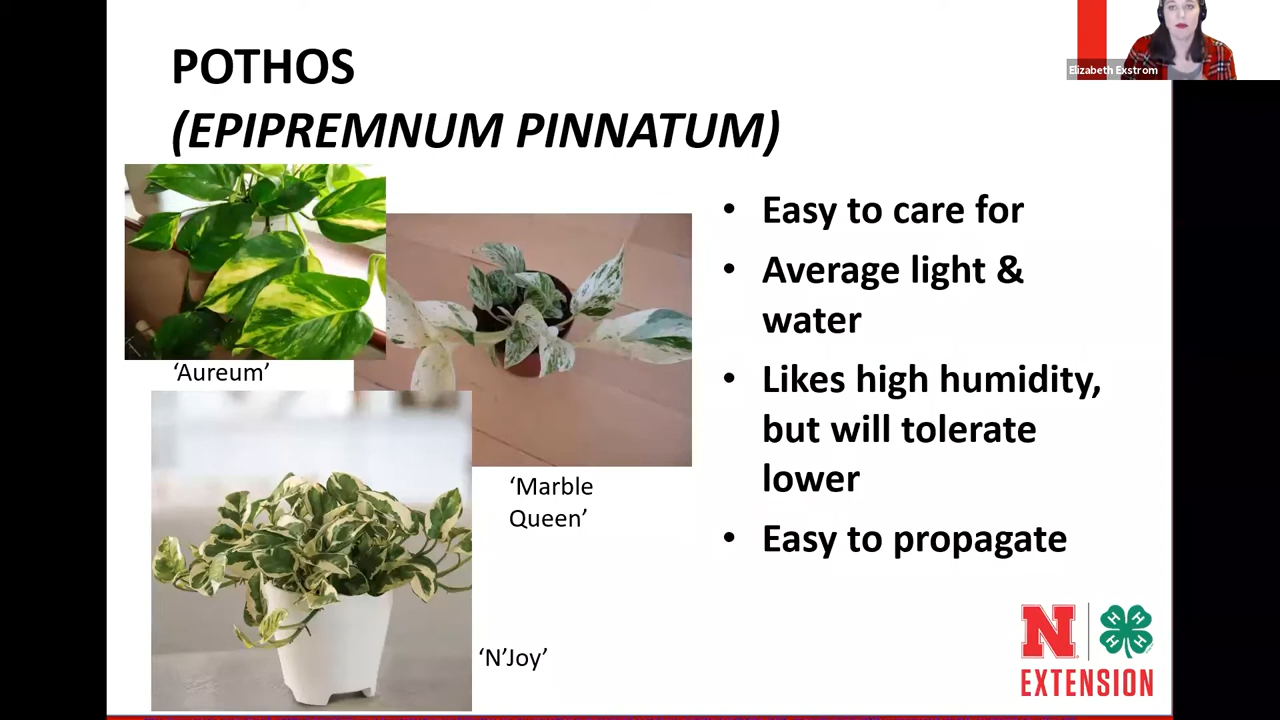 Elizabeth Exstrom
POTHOS
(EPIPREMNUM PINNATUM)
‘Aureum’
‘Marble
Queen’
‘N’Joy’
• Easy to care for
• Average light &
water
• Likes high humidity,
but will tolerate
lower
• Easy to propagate
N
H H H H
EXTENSION